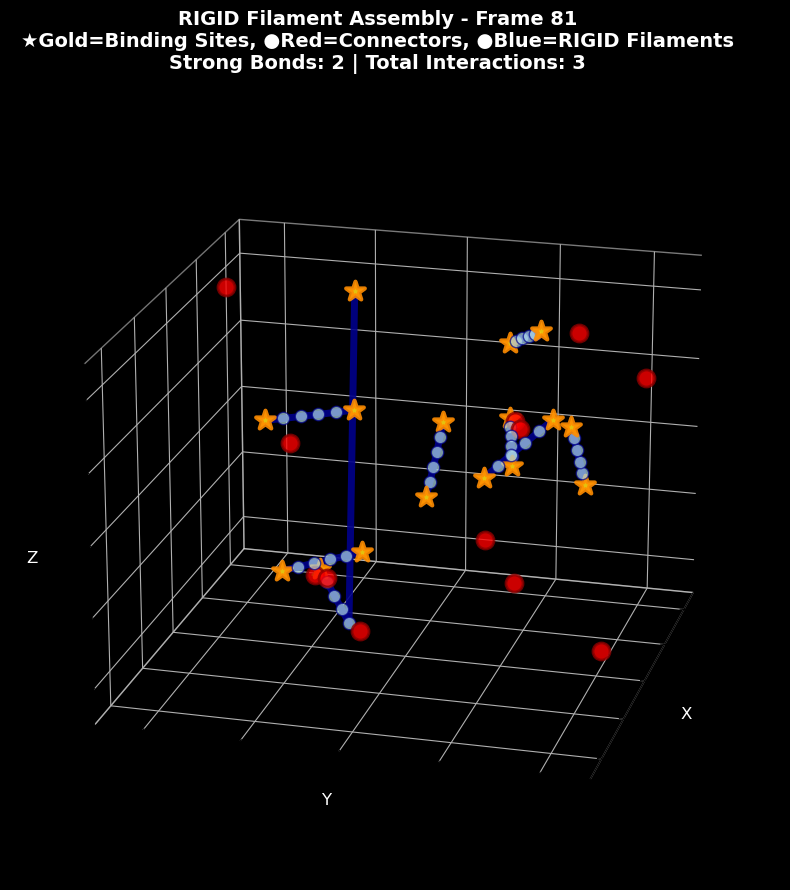 RIGID Filament Assembly - Frame 81
★Gold=Binding Sites, ●Red=Connectors, ●Blue=RIGID Filaments
Strong Bonds: 2 | Total Interactions: 3
Z
X
Y